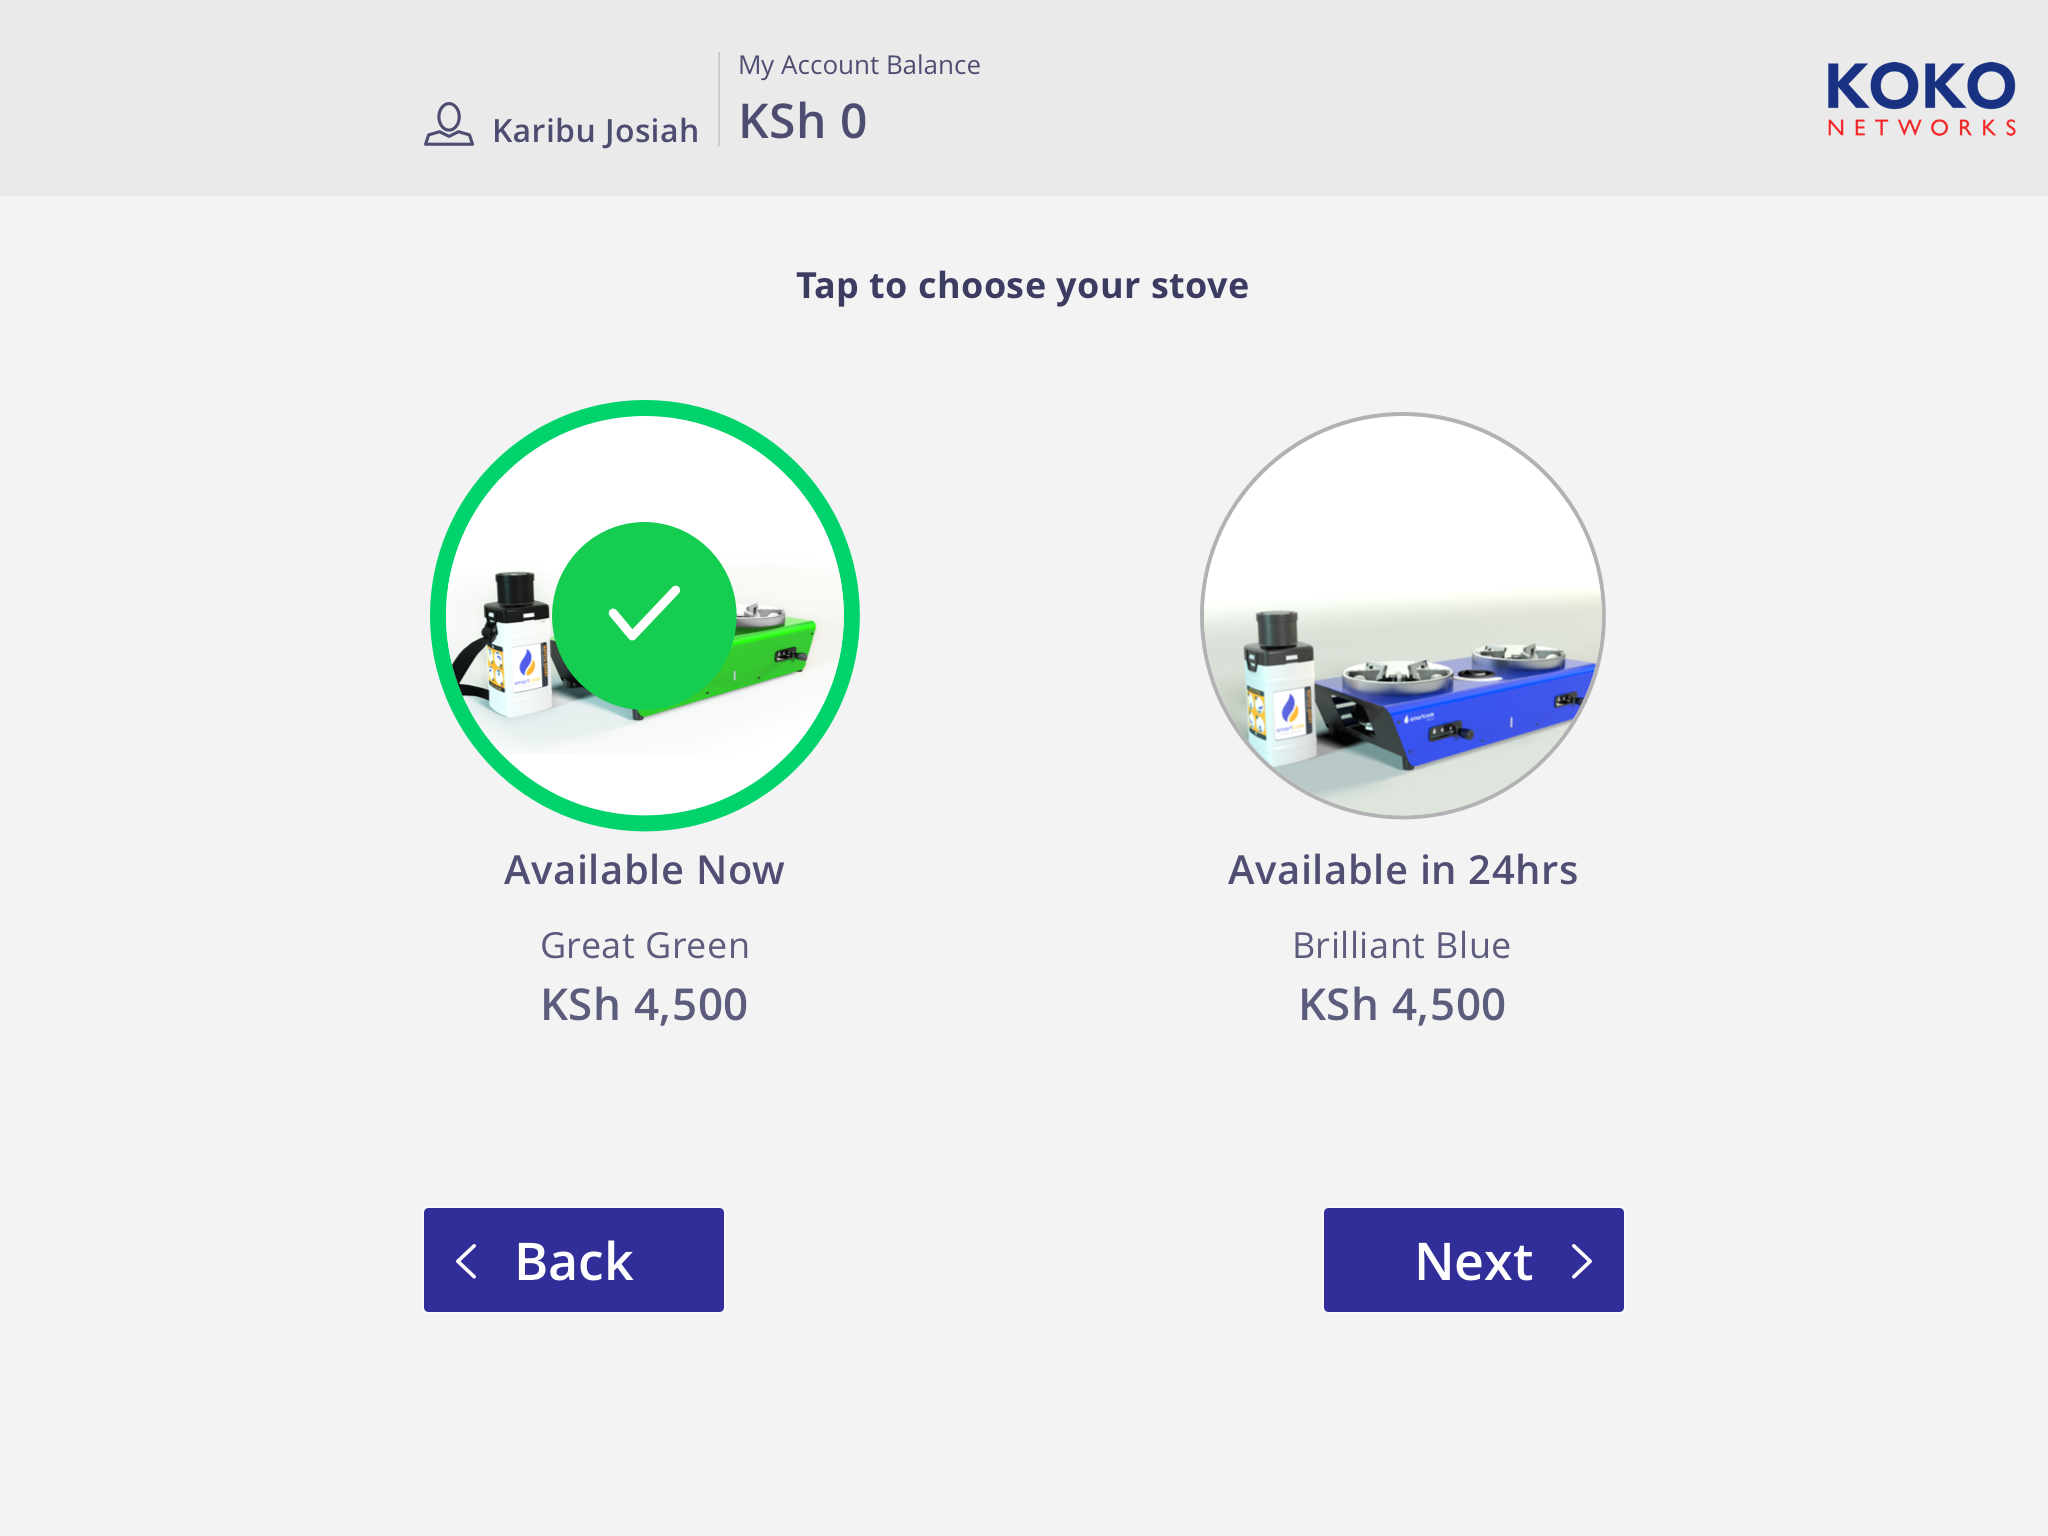 My Account Balance
Karibu Josiah
KSh 0
KOKO
NETWORKS
Tap to choose your stove
Available Now
Great Green
KSh 4,500
Available in 24hrs
Brilliant Blue
KSh 4,500
Back
Next